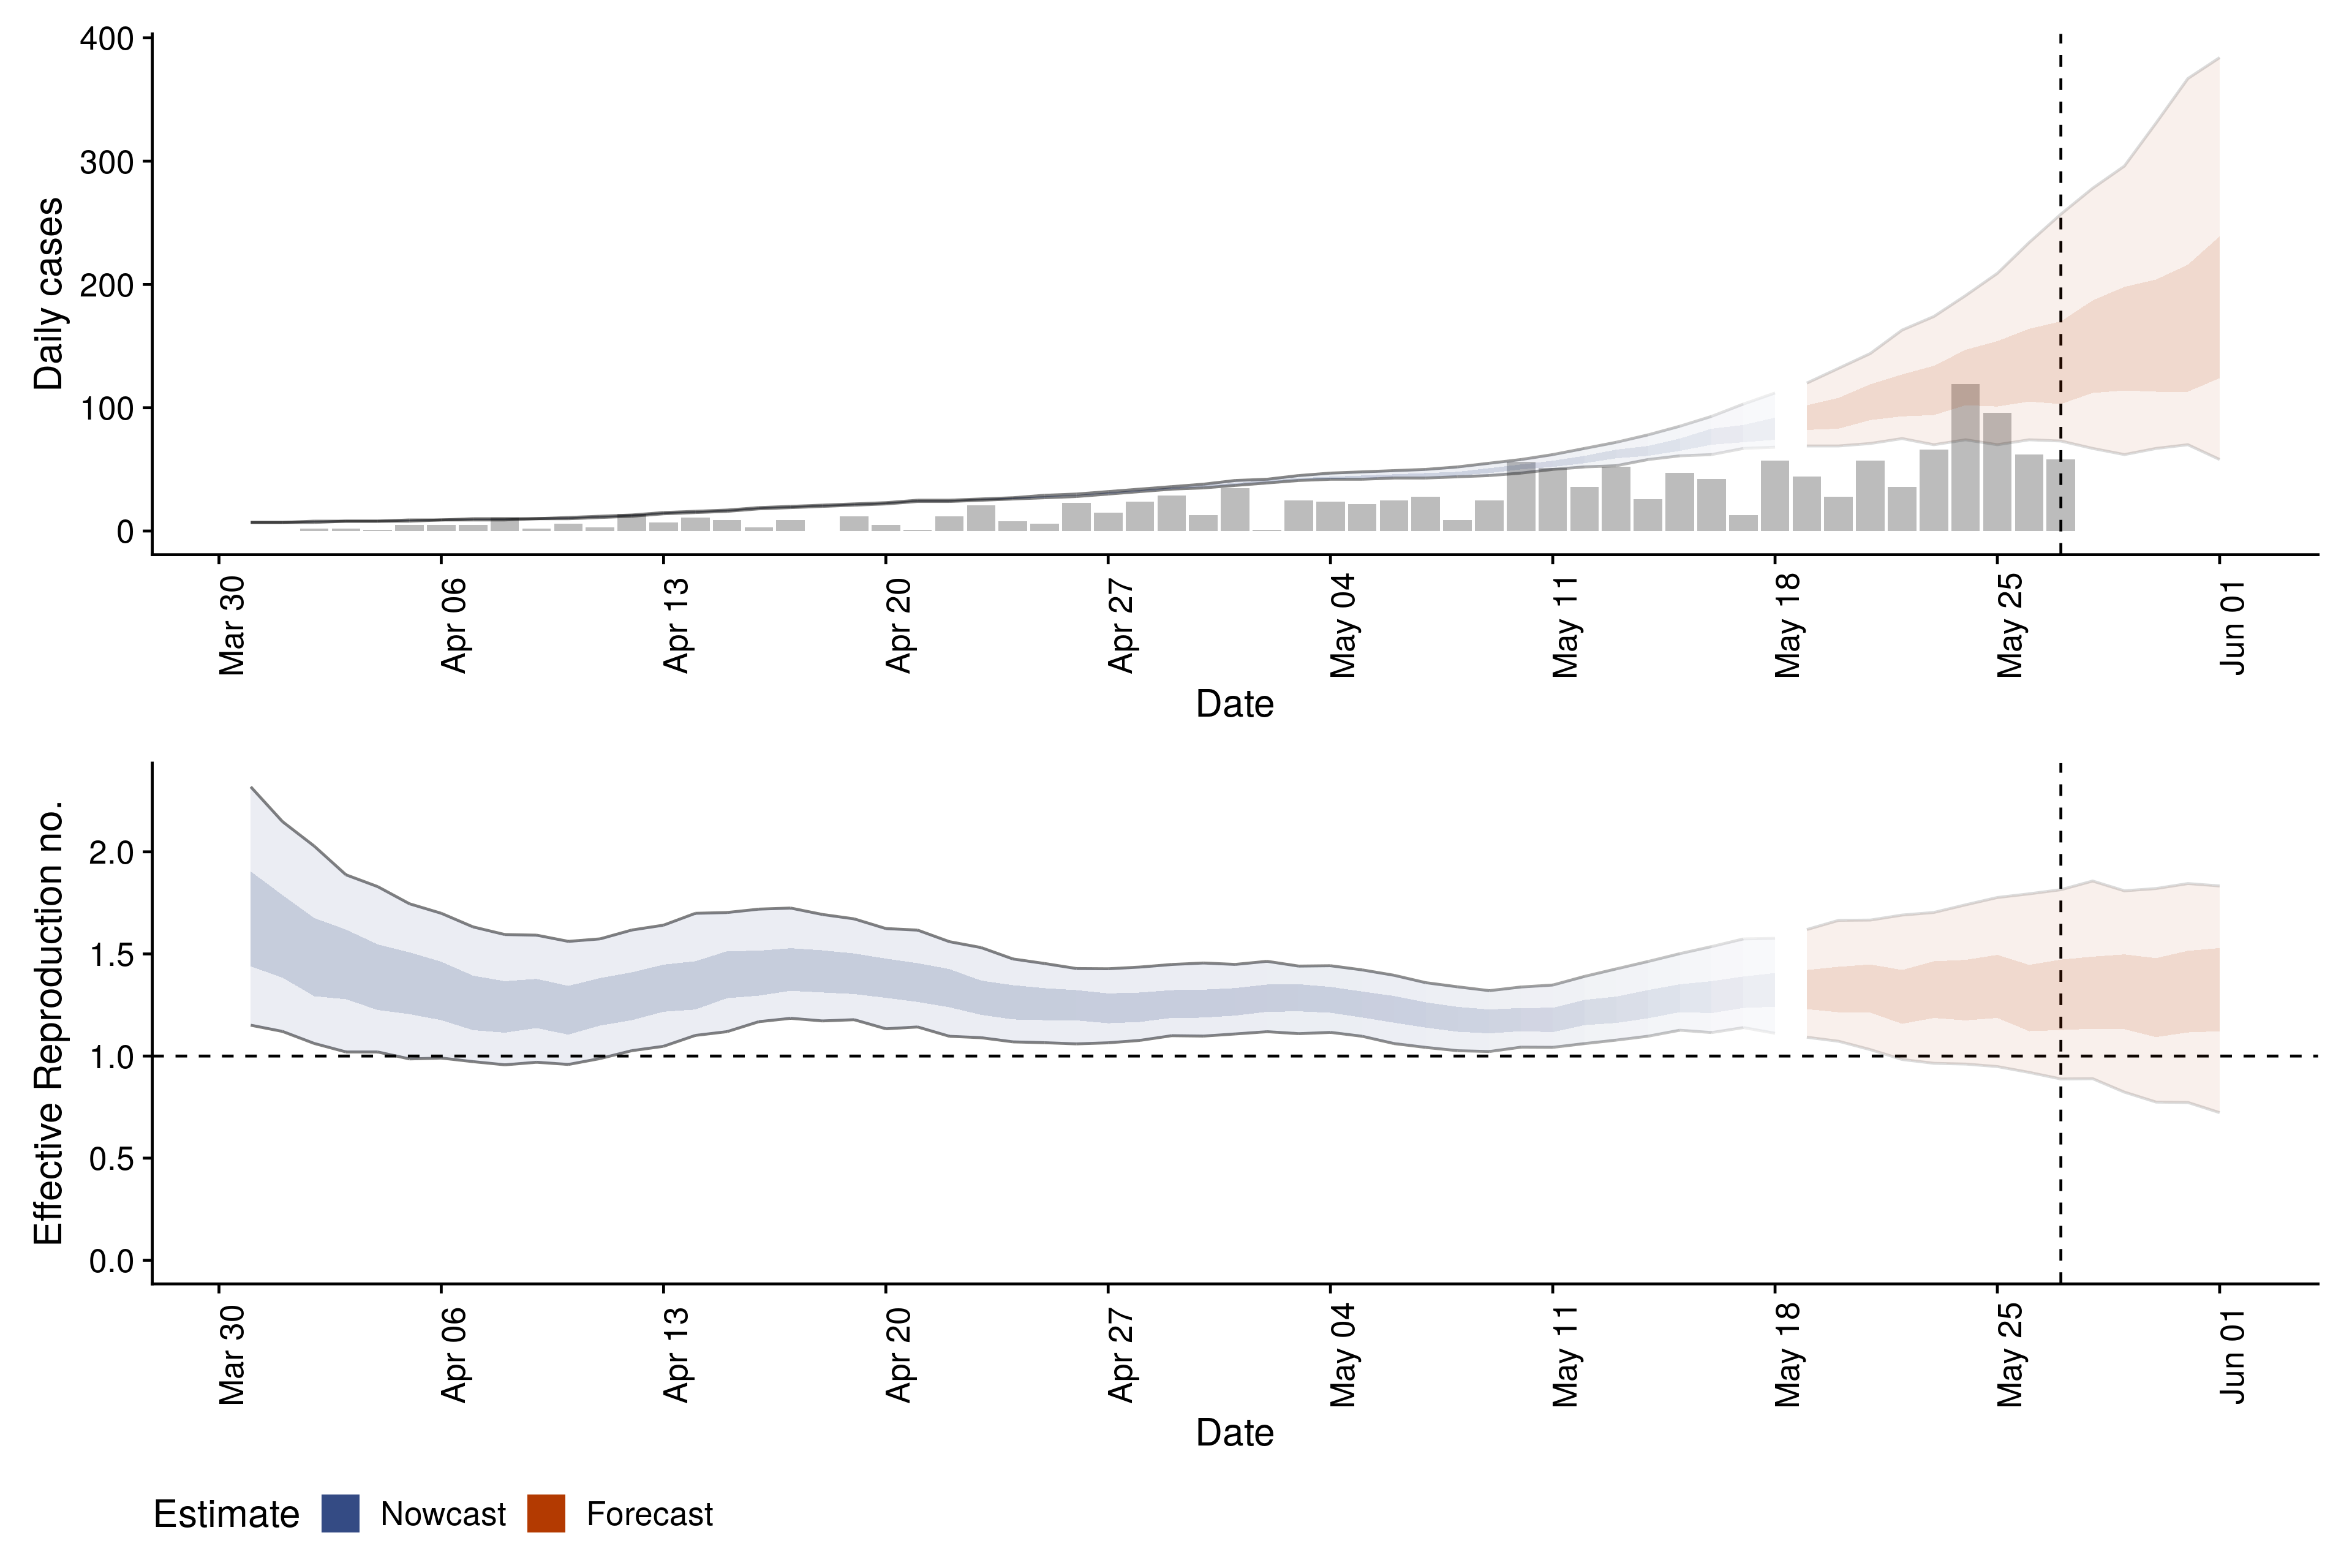 400
300
200
100
0
Daily cases
Mar 30
Apr 06
Apr 13
Apr 20
Apr 27
May 04
May 11
May 18
May 25
Jun 01
Date
2.0
1.5
1.0
0.5
0.0
Effective Reproduction no.
Mar 30
Apr 06
Apr 13
Apr 20
Apr 27
May 04
May 11
May 18
May 25
Jun 01
Date
Estimate Nowcast Forecast